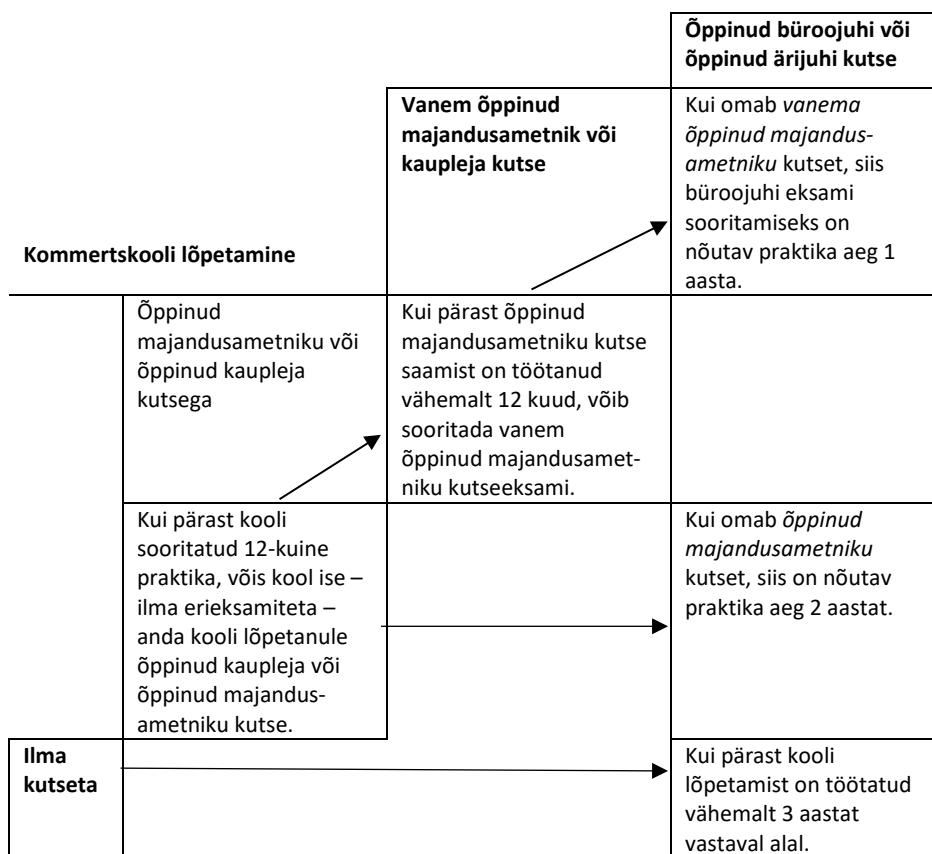 Õppinud büroojuhi või
õppinud ärijuhi kutse
Vanem õppinud
majandusametnik või
kaupleja kutse
Kui omab vanema
õppinud majandus-
ametniku kutset, siis
büroojuhi eksami
sooritamiseks on
nõutav praktika aeg 1
aasta.
Kommertskooli lõpetamine
Õppinud
majandusametniku või
õppinud kaupleja
kutsega
Kui pärast õppinud
majandusametniku kutse
saamist on töötanud
vähemalt 12 kuud, võib
sooritada vanem
õppinud majandusamet-
niku kutseeksami.
Kui pärast kooli
sooritatud 12-kuine
praktika, võis kool ise –
ilma erieksamiteta –
anda kooli lõpetanule
õppinud kaupleja või
õppinud majandus-
ametniku kutse.
Kui omab õppinud
majandusametniku
kutset, siis on nõutav
praktika aeg 2 aastat.
Ilma
kutseta
Kui pärast kooli
lõpetamist on töötatud
vähemalt 3 aastat
vastaval alal.